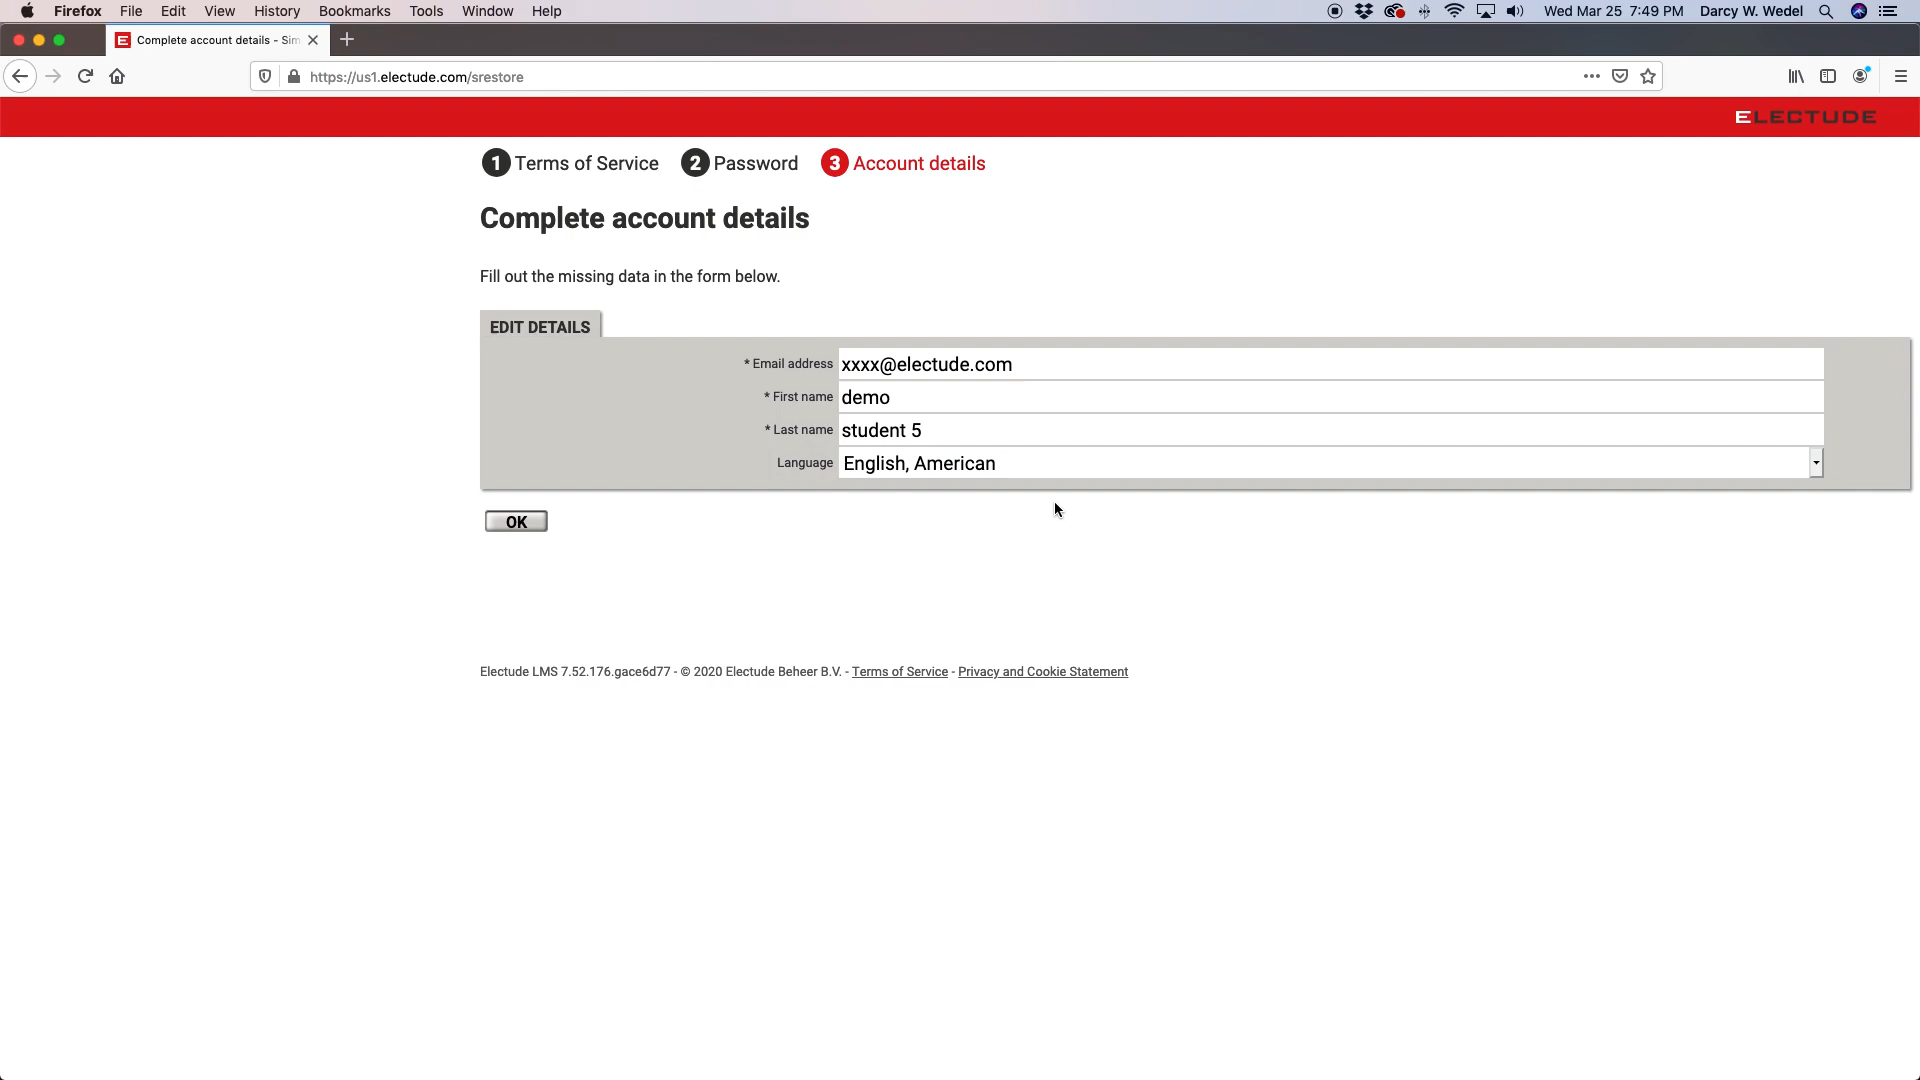 Firefox File Edit View History Bookmarks Tools Window Help Wed Mar 25 7:49 PM Darcy W. Wedel
Complete account details - Sim
https://us1.electude.com/srestore
ELECTUDE
1 Terms of Service 2 Password 3 Account details
Complete account details
Fill out the missing data in the form below.
EDIT DETAILS
* Email address xxxx@electude.com
* First name demo
* Last name student 5
Language English, American
OK
Electude LMS 7.52.176.gace6d77 - © 2020 Electude Beheer B.V. - Terms of Service - Privacy and Cookie Statement